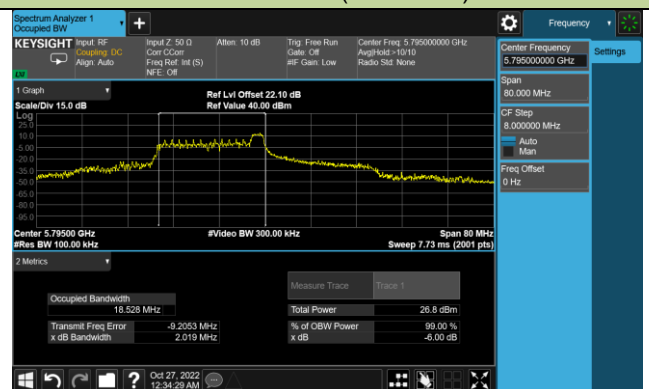 Spectrum Analyzer 1
Occupied BW
Frequency
KEYSIGHT
Input: RF
Coupling: DC
Align: Auto
Input Z: 50 Ω
Corr CCorr
Freq Ref: Int (S)
NFE: Off
Atten: 10 dB
Trig: Free Run
Gate: Off
#IF Gain: Low
Center Freq: 5.795000000 GHz
Avg|Hold:>10/10
Radio Std: None
1 Graph
Scale/Div 15.0 dB
Ref Lvl Offset 22.10 dB
Ref Value 40.00 dBm
Log
25.0
10.0
-5.00
-20.0
-35.0
-50.0
-65.0
-80.0
-95.0
Center 5.79500 GHz
#Video BW 300.00 kHz
Span 80 MHz
#Res BW 100.00 kHz
Sweep 7.73 ms (2001 pts)
2 Metrics
Measure Trace
Trace 1
Occupied Bandwidth
18.528 MHz
Total Power
26.8 dBm
Transmit Freq Error
-9.2053 MHz
% of OBW Power
99.00 %
x dB Bandwidth
2.019 MHz
x dB
-6.00 dB
Center Frequency
5.795000000 GHz
Settings
Span
80.000 MHz
CF Step
8.000000 MHz
Auto
Man
Freq Offset
0 Hz
?
Oct 27, 2022
12:34:29 AM